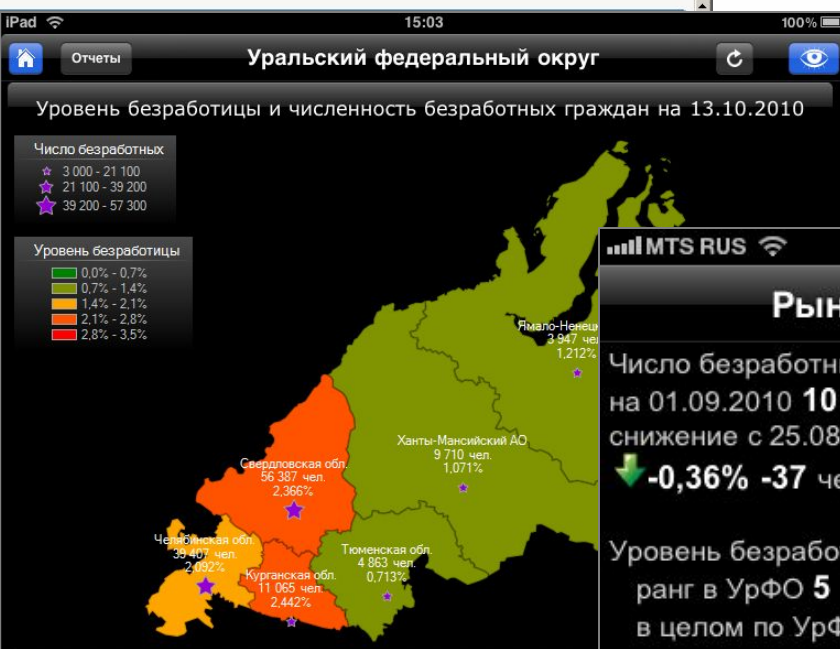 iPad 15:03 100%
Отчеты Уральский федеральный округ
Уровень безработицы и численность безработных граждан на 13.10.2010
Число безработных
3 000 - 21 100
21 100 - 39 200
39 200 - 57 300
Уровень безработицы
0,0% - 0,7%
0,7% - 1,4%
1,4% - 2,1%
2,1% - 2,8%
2,8% - 3,5%
Ямало-Ненец
3 947 че
1,212%
Ханты-Мансийский АО
9 710 чел.
1,071%
Свердловская обл.
56 387 чел.
2,366%
Челябинская обл.
39 407 чел.
2,092%
Курганская обл.
11 065 чел.
2,442%
Тюменская обл.
4 863 чел.
0,713%
MTS RUS
Рын
Число безработн
на 01.09.2010 10
снижение с 25.08
-0,36% -37 че
Уровень безрабо
ранг в УрФО 5
в целом по УрФ